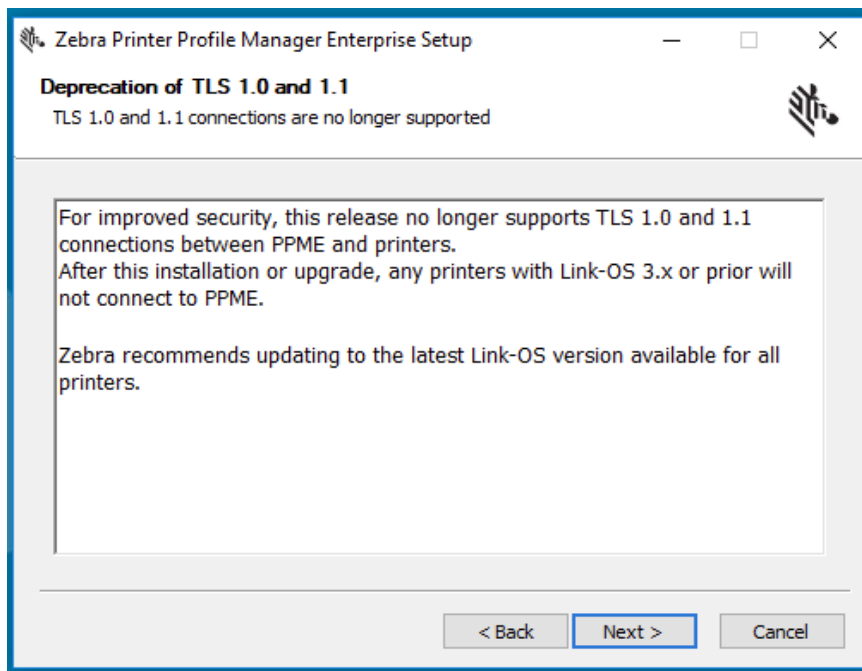 Zebra Printer Profile Manager Enterprise Setup
Deprecation of TLS 1.0 and 1.1
TLS 1.0 and 1.1 connections are no longer supported
For improved security, this release no longer supports TLS 1.0 and 1.1
connections between PPME and printers.
After this installation or upgrade, any printers with Link-OS 3.x or prior will
not connect to PPME.
Zebra recommends updating to the latest Link-OS version available for all
printers.
< Back
Next >
Cancel